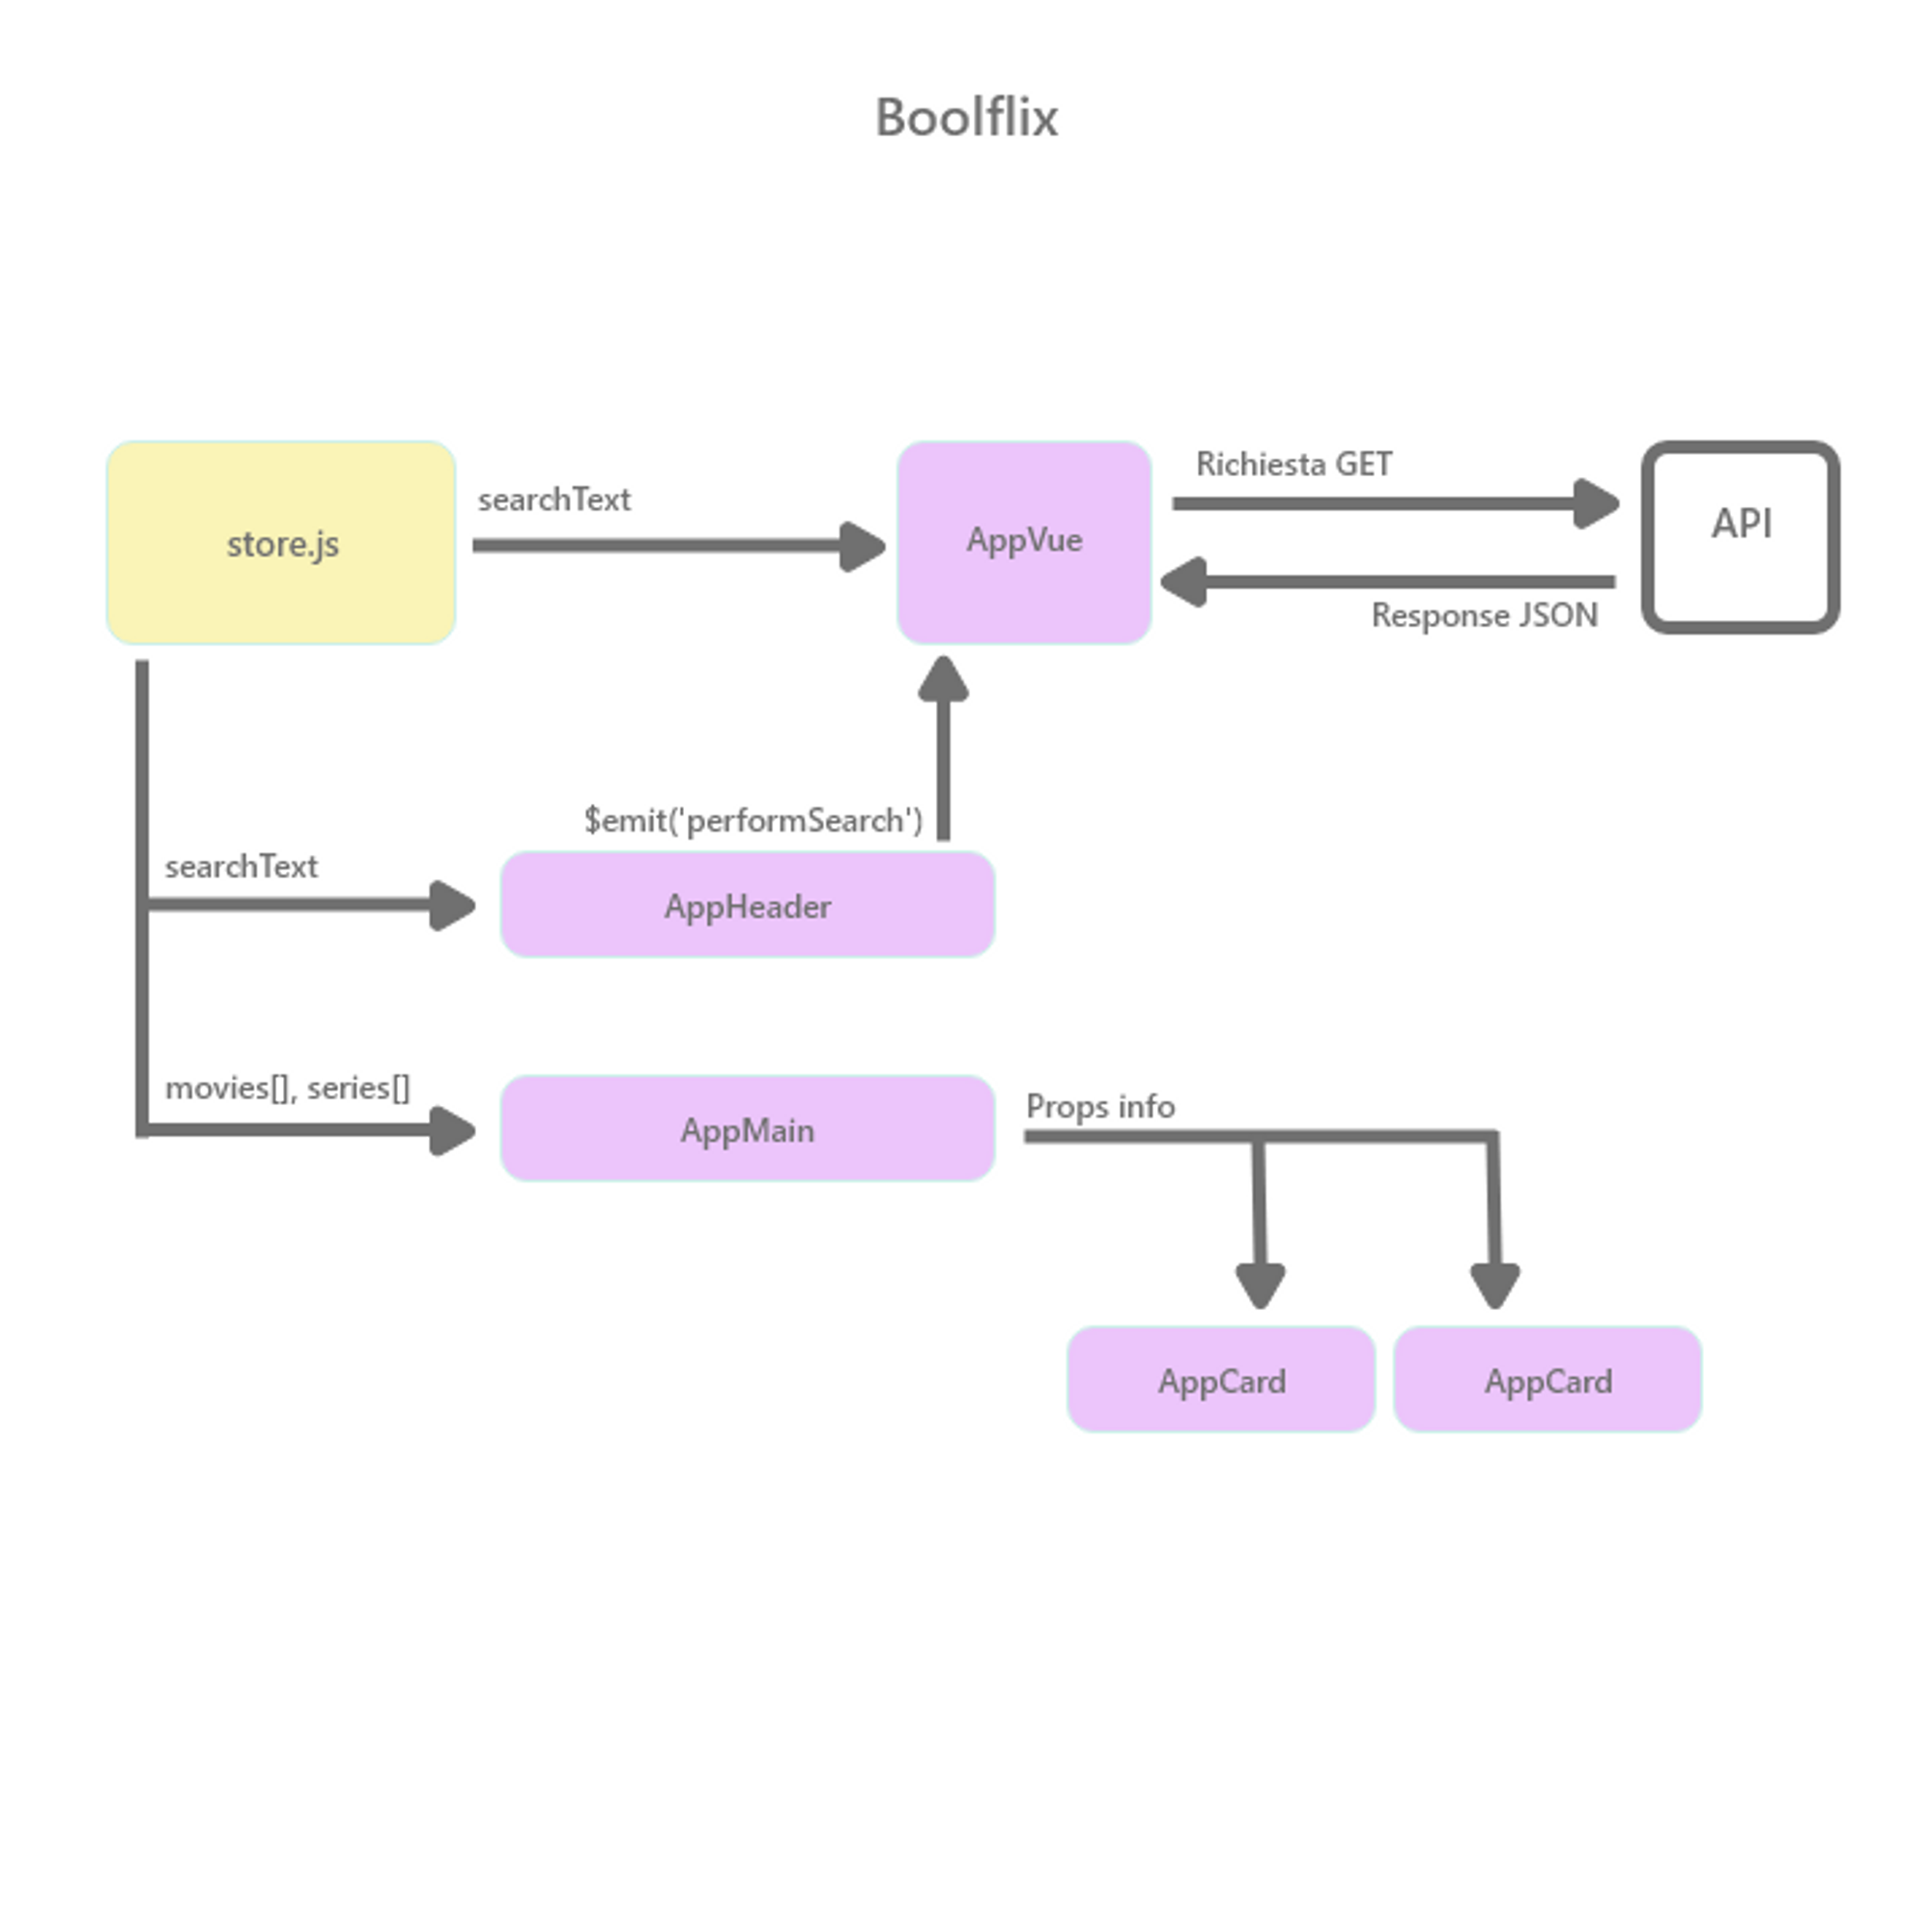 Boolflix
store.js
searchText
AppVue
Richiesta GET
API
Response JSON
$emit('performSearch')
searchText
AppHeader
movies[], series[]
AppMain
Props info
AppCard
AppCard